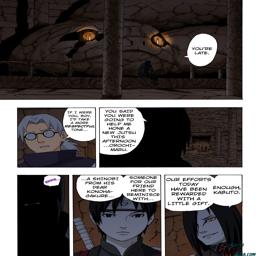 YOU'RE
LATE.
YOU SAID
YOU WERE
GOING TO
HELP ME
HONE A
NEW JUTSU
THIS
AFTERNOON
...OROCHI-
MARU.
IF I WERE
YOU, BOY,
I'D TAKE
A MORE
RESPECTFUL
TONE...
ENOUGH,
KABUTO.
OUR EFFORTS
TODAY
HAVE BEEN
REWARDED
WITH A
LITTLE GIFT.
SOMEONE
FOR OUR
FRIEND
HERE TO
REMINISCE
WITH...
...A SHINOBI
FROM HIS
DEAR
KONOHA-
GAKURE.